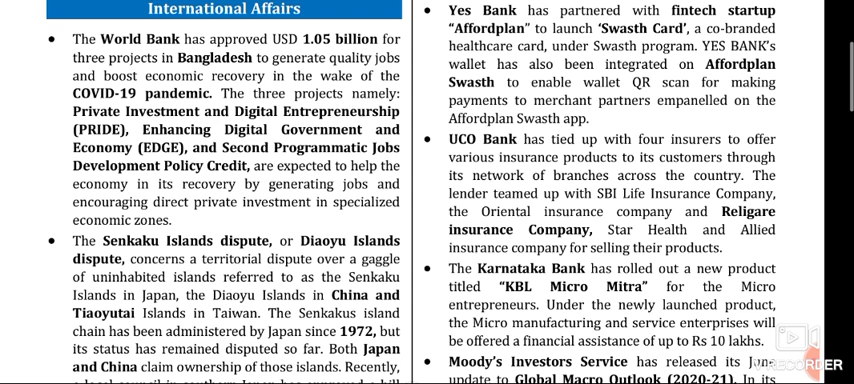 International Affairs
• The World Bank has approved USD 1.05 billion for
three projects in Bangladesh to generate quality jobs
and boost economic recovery in the wake of the
COVID-19 pandemic. The three projects namely:
Private Investment and Digital Entrepreneurship
(PRIDE), Enhancing Digital Government and
Economy (EDGE), and Second Programmatic Jobs
Development Policy Credit, are expected to help the
economy in its recovery by generating jobs and
encouraging direct private investment in specialized
economic zones.
• The Senkaku Islands dispute, or Diaoyu Islands
dispute, concerns a territorial dispute over a gaggle
of uninhabited islands referred to as the Senkaku
Islands in Japan, the Diaoyu Islands in China and
Tiaoyutai Islands in Taiwan. The Senkakus island
chain has been administered by Japan since 1972, but
its status has remained disputed so far. Both Japan
and China claim ownership of those islands. Recently,
a local council in southern Japan has approved a bill
• Yes Bank has partnered with fintech startup
“Affordplan” to launch ‘Swasth Card’, a co-branded
healthcare card, under Swasth program. YES BANK’s
wallet has also been integrated on Affordplan
Swasth to enable wallet QR scan for making
payments to merchant partners empanelled on the
Affordplan Swasth app.
• UCO Bank has tied up with four insurers to offer
various insurance products to its customers through
its network of branches across the country. The
lender teamed up with SBI Life Insurance Company,
the Oriental insurance company and Religare
insurance Company, Star Health and Allied
insurance company for selling their products.
• The Karnataka Bank has rolled out a new product
titled “KBL Micro Mitra” for the Micro
entrepreneurs. Under the newly launched product,
the Micro manufacturing and service enterprises will
be offered a financial assistance of up to Rs 10 lakhs.
• Moody’s Investors Service has released its June
update to Global Macro Outlook (2020-21). In its
RECORDER